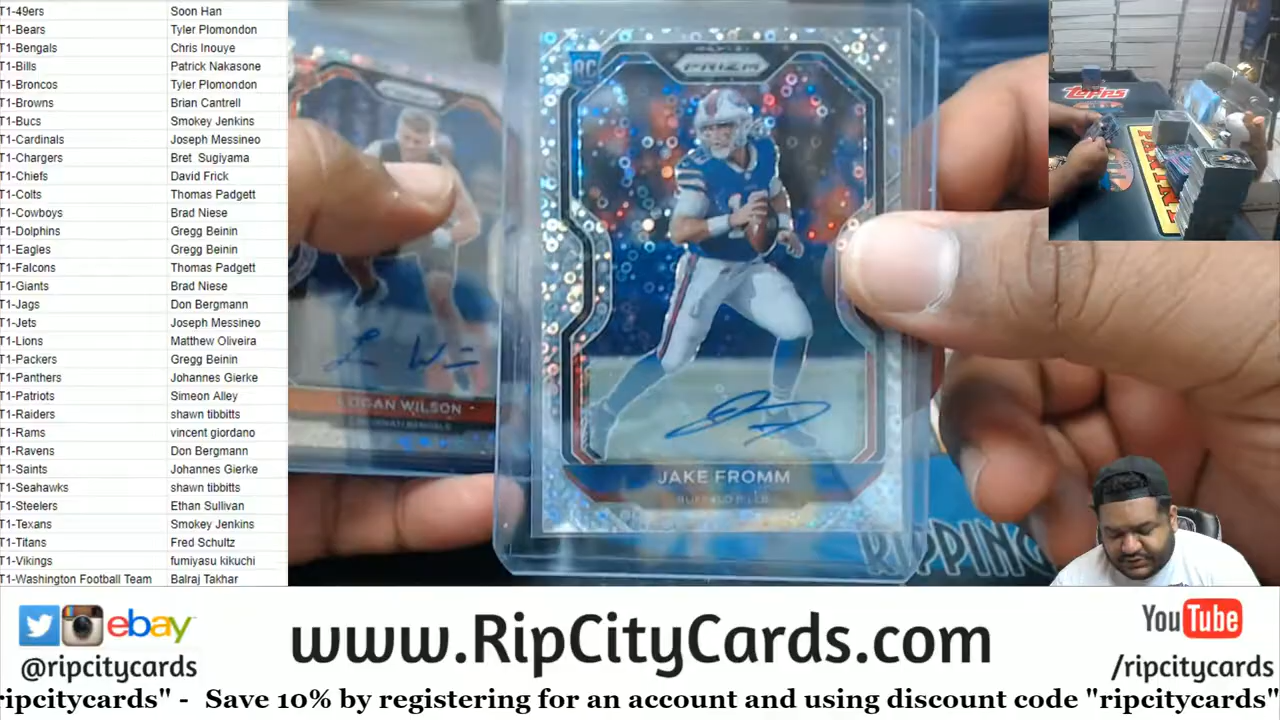 T1-49ers Soon Han
T1-Bears Tyler Plomondon
T1-Bengals Chris Inouye
T1-Bills Patrick Nakasone
T1-Broncos Tyler Plomondon
T1-Browns Brian Cantrell
T1-Bucs Smokey Jenkins
T1-Cardinals Joseph Messineo
T1-Chargers Bret Sugiyama
T1-Chiefs David Frick
T1-Colts Thomas Padgett
T1-Cowboys Brad Niese
T1-Dolphins Gregg Beinin
T1-Eagles Gregg Beinin
T1-Falcons Thomas Padgett
T1-Giants Brad Niese
T1-Jags Don Bergmann
T1-Jets Joseph Messineo
T1-Lions Matthew Oliveira
T1-Packers Gregg Beinin
T1-Panthers Johannes Gierke
T1-Patriots Simeon Alley
T1-Raiders shawn tibbitts
T1-Rams vincent giordano
T1-Ravens Don Bergmann
T1-Saints Johannes Gierke
T1-Seahawks shawn tibbitts
T1-Steelers Ethan Sullivan
T1-Texans Smokey Jenkins
T1-Titans Fred Schultz
T1-Vikings fumiyasu kikuchi
T1-Washington Football Team Balraj Takhar
RC
PRIZM
LOGAN WILSON
CINCINNATI BENGALS
JAKE FROMM
BUFFALO BILLS
RIPPING
TOPPS
PANINI
ebay
@ripcitycards
www.RipCityCards.com
YouTube
/ripcitycards
ripcitycards" - Save 10% by registering for an account and using discount code "ripcitycards"